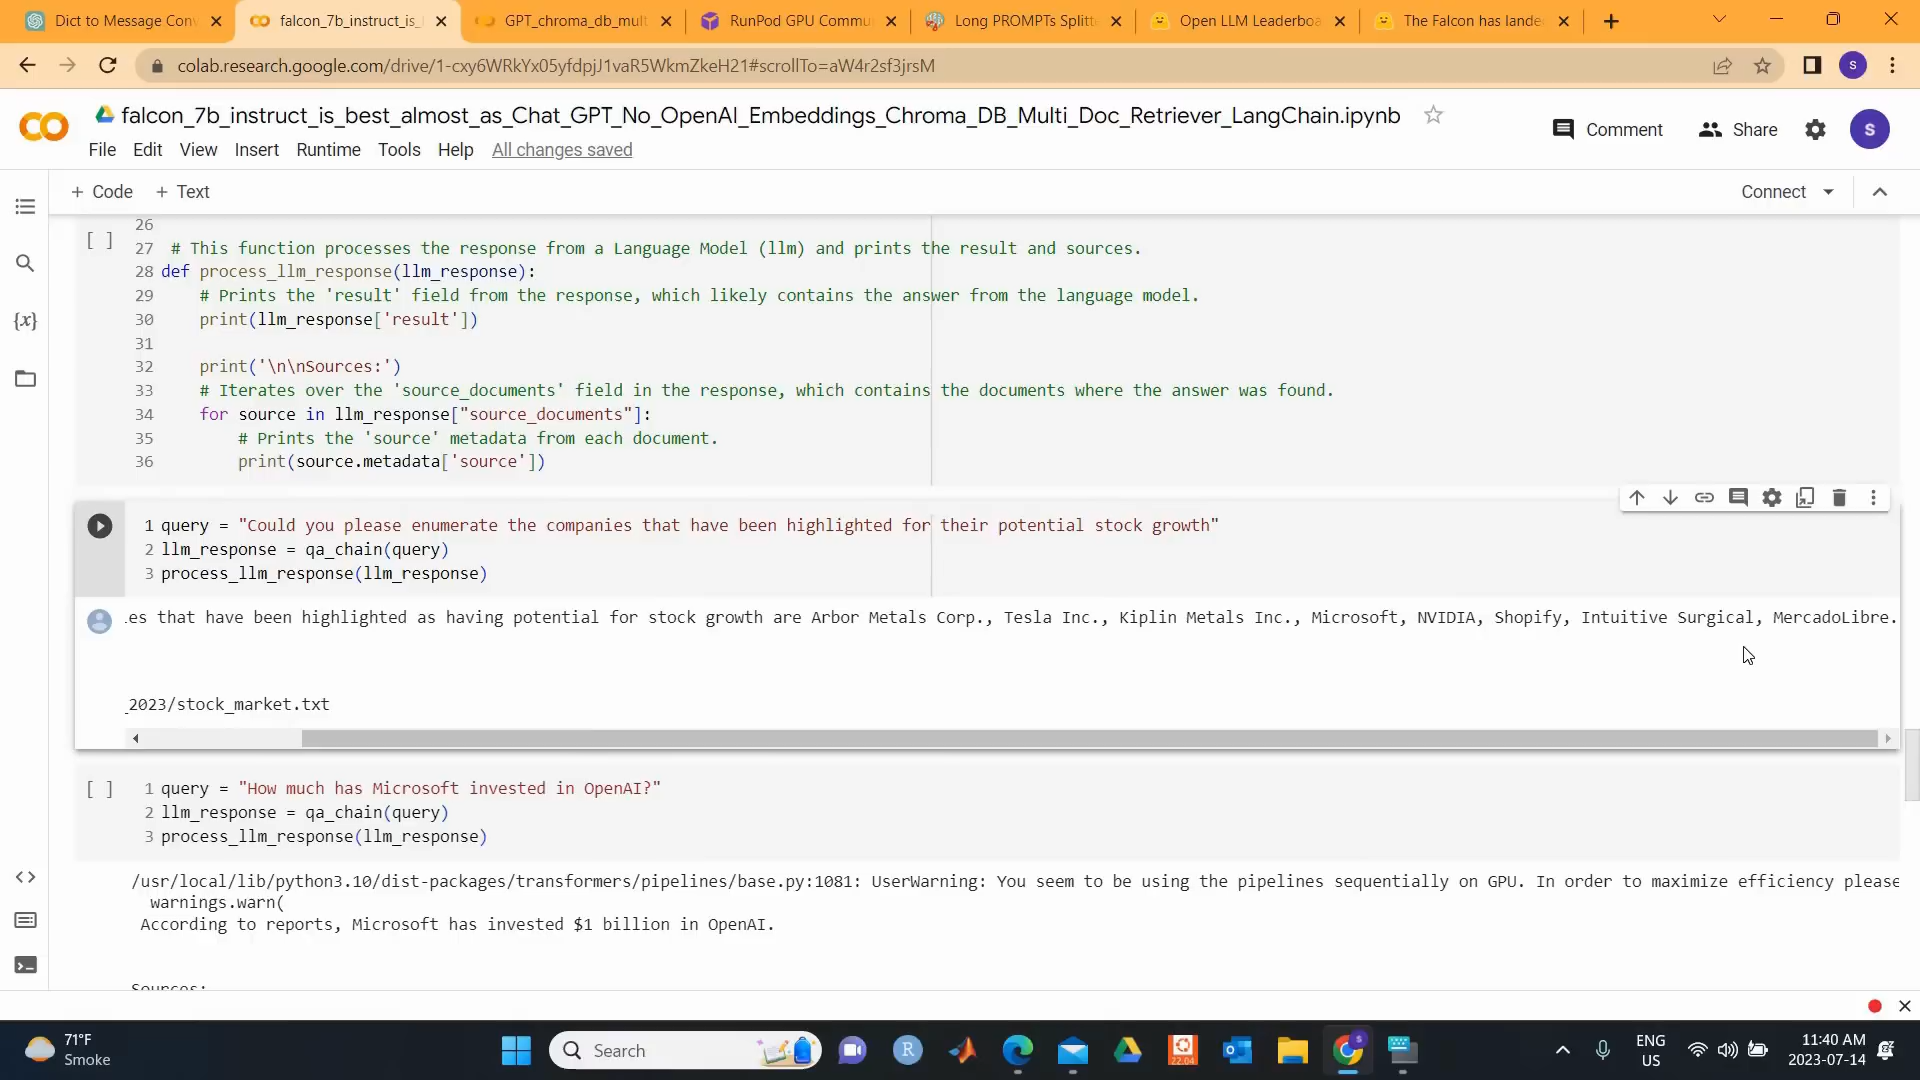 Dict to Message Conv
falcon_7b_instruct_is_
GPT_chroma_db_mult
RunPod GPU Commu
Long PROMPTs Splitte
Open LLM Leaderboa
The Falcon has lande
colab.research.google.com/drive/1-cxy6WRkYx05yfdpjJ1vaR5WkmZkeH21#scrollTo=aW4r2sf3jrsM
S
CO
falcon_7b_instruct_is_best_almost_as_Chat_GPT_No_OpenAI_Embeddings_Chroma_DB_Multi_Doc_Retriever_LangChain.ipynb
Comment
Share
S
File Edit View Insert Runtime Tools Help All changes saved
+ Code + Text
Connect
26
[ ]
27 # This function processes the response from a Language Model (llm) and prints the result and sources.
28 def process_llm_response(llm_response):
29 # Prints the 'result' field from the response, which likely contains the answer from the language model.
30 print(llm_response['result'])
31
32 print('\n\nSources:')
33 # Iterates over the 'source_documents' field in the response, which contains the documents where the answer was found.
34 for source in llm_response["source_documents"]:
35 # Prints the 'source' metadata from each document.
36 print(source.metadata['source'])
{x}
1 query = "Could you please enumerate the companies that have been highlighted for their potential stock growth"
2 llm_response = qa_chain(query)
3 process_llm_response(llm_response)
es that have been highlighted as having potential for stock growth are Arbor Metals Corp., Tesla Inc., Kiplin Metals Inc., Microsoft, NVIDIA, Shopify, Intuitive Surgical, MercadoLibre.
_2023/stock_market.txt
[ ] 1 query = "How much has Microsoft invested in OpenAI?"
2 llm_response = qa_chain(query)
3 process_llm_response(llm_response)
/usr/local/lib/python3.10/dist-packages/transformers/pipelines/base.py:1081: UserWarning: You seem to be using the pipelines sequentially on GPU. In order to maximize efficiency please
warnings.warn(
According to reports, Microsoft has invested $1 billion in OpenAI.
Sources:
71°F
Smoke
Search
R
22.04
ENG
US
11:40 AM
2023-07-14